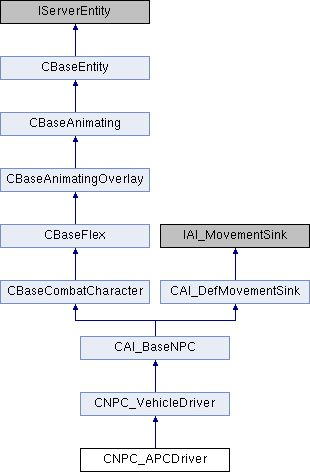 IServerEntity
CBaseEntity
CBaseAnimating
CBaseAnimatingOverlay
CBaseFlex
IAI_MovementSink
CBaseCombatCharacter
CAI_DefMovementSink
CAI_BaseNPC
CNPC_VehicleDriver
CNPC_APCDriver